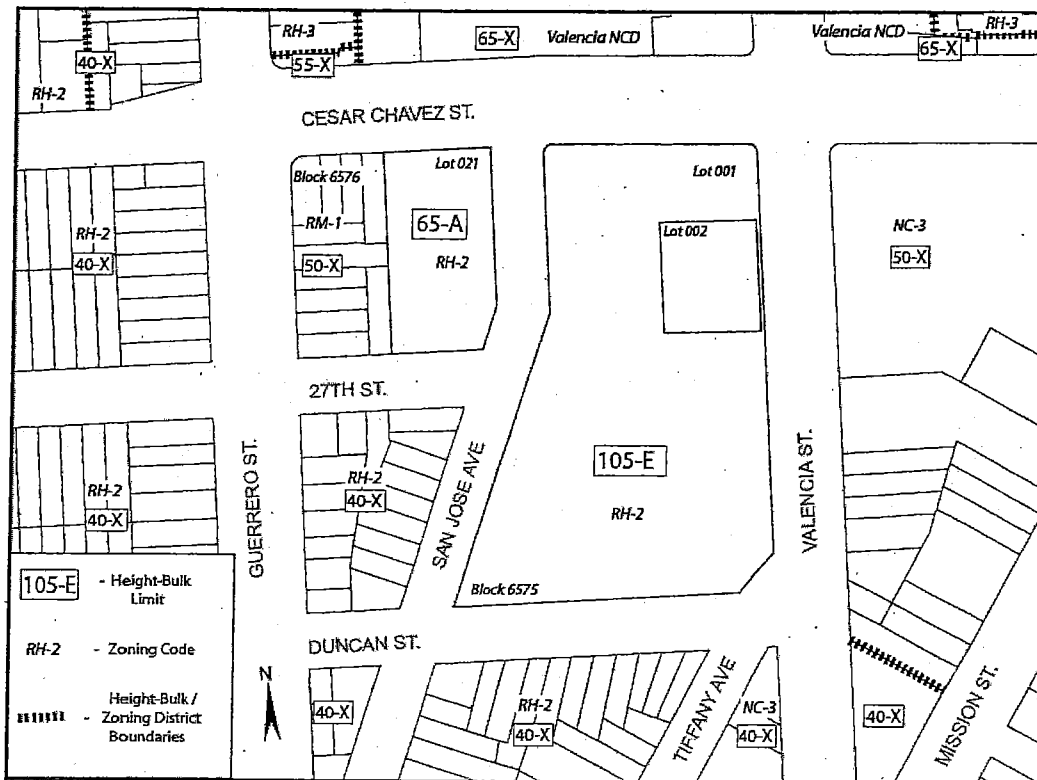 RH-3
65-X
Valencia NCD
Valencia NCD
RH-3
65-X
40-X
55-X
RH-2
CESAR CHAVEZ ST.
Block 6576
Lot 021
Lot 001
RM-1
65-A
Lot 002
NC-3
RH-2
40-X
50-X
RH-2
50-X
27TH ST.
GUERRERO ST.
SAN JOSE AVE
VALENCIA ST.
105-E
RH-2
40-X
RH-2
40-X
RH-2
Block 6575
105-E - Height-Bulk
Limit
RH-2 - Zoning Code
- Height-Bulk /
Zoning District
Boundaries
DUNCAN ST.
N
40-X
RH-2
40-X
TIFFANY AVE
NC-3
40-X
40-X
MISSION ST.